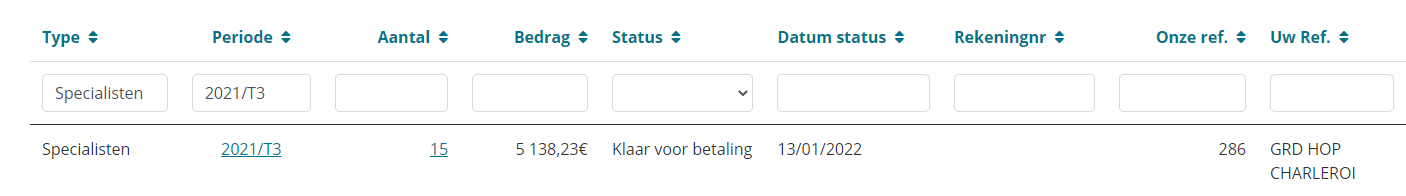 Type Periode Aantal Bedrag Status Datum status Rekeningnr Onze ref. Uw Ref.
Specialisten 2021/T3
Specialisten 2021/T3 15 5 138,23€ Klaar voor betaling 13/01/2022 286 GRD HOP
CHARLEROI